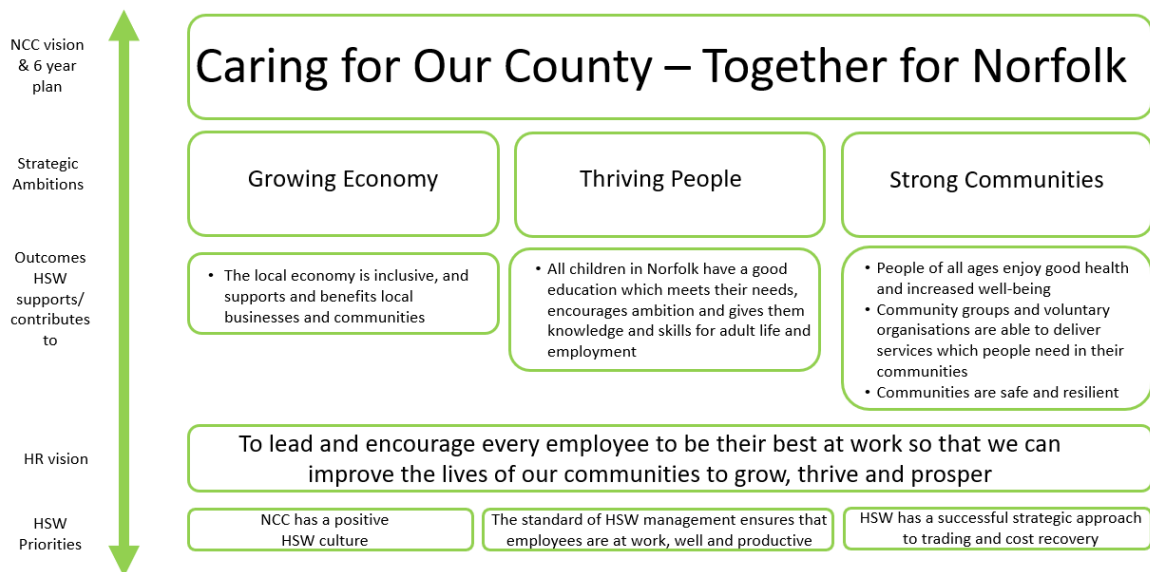 NCC vision
& 6 year
plan
Caring for Our County – Together for Norfolk
Strategic
Ambitions
Growing Economy
Thriving People
Strong Communities
Outcomes
HSW
supports/
contributes
to
• The local economy is inclusive, and
supports and benefits local
businesses and communities
• All children in Norfolk have a good
education which meets their needs,
encourages ambition and gives them
knowledge and skills for adult life and
employment
• People of all ages enjoy good health
and increased well-being
• Community groups and voluntary
organisations are able to deliver
services which people need in their
communities
• Communities are safe and resilient
HR vision
To lead and encourage every employee to be their best at work so that we can
improve the lives of our communities to grow, thrive and prosper
HSW
Priorities
NCC has a positive
HSW culture
The standard of HSW management ensures that
employees are at work, well and productive
HSW has a successful strategic approach
to trading and cost recovery